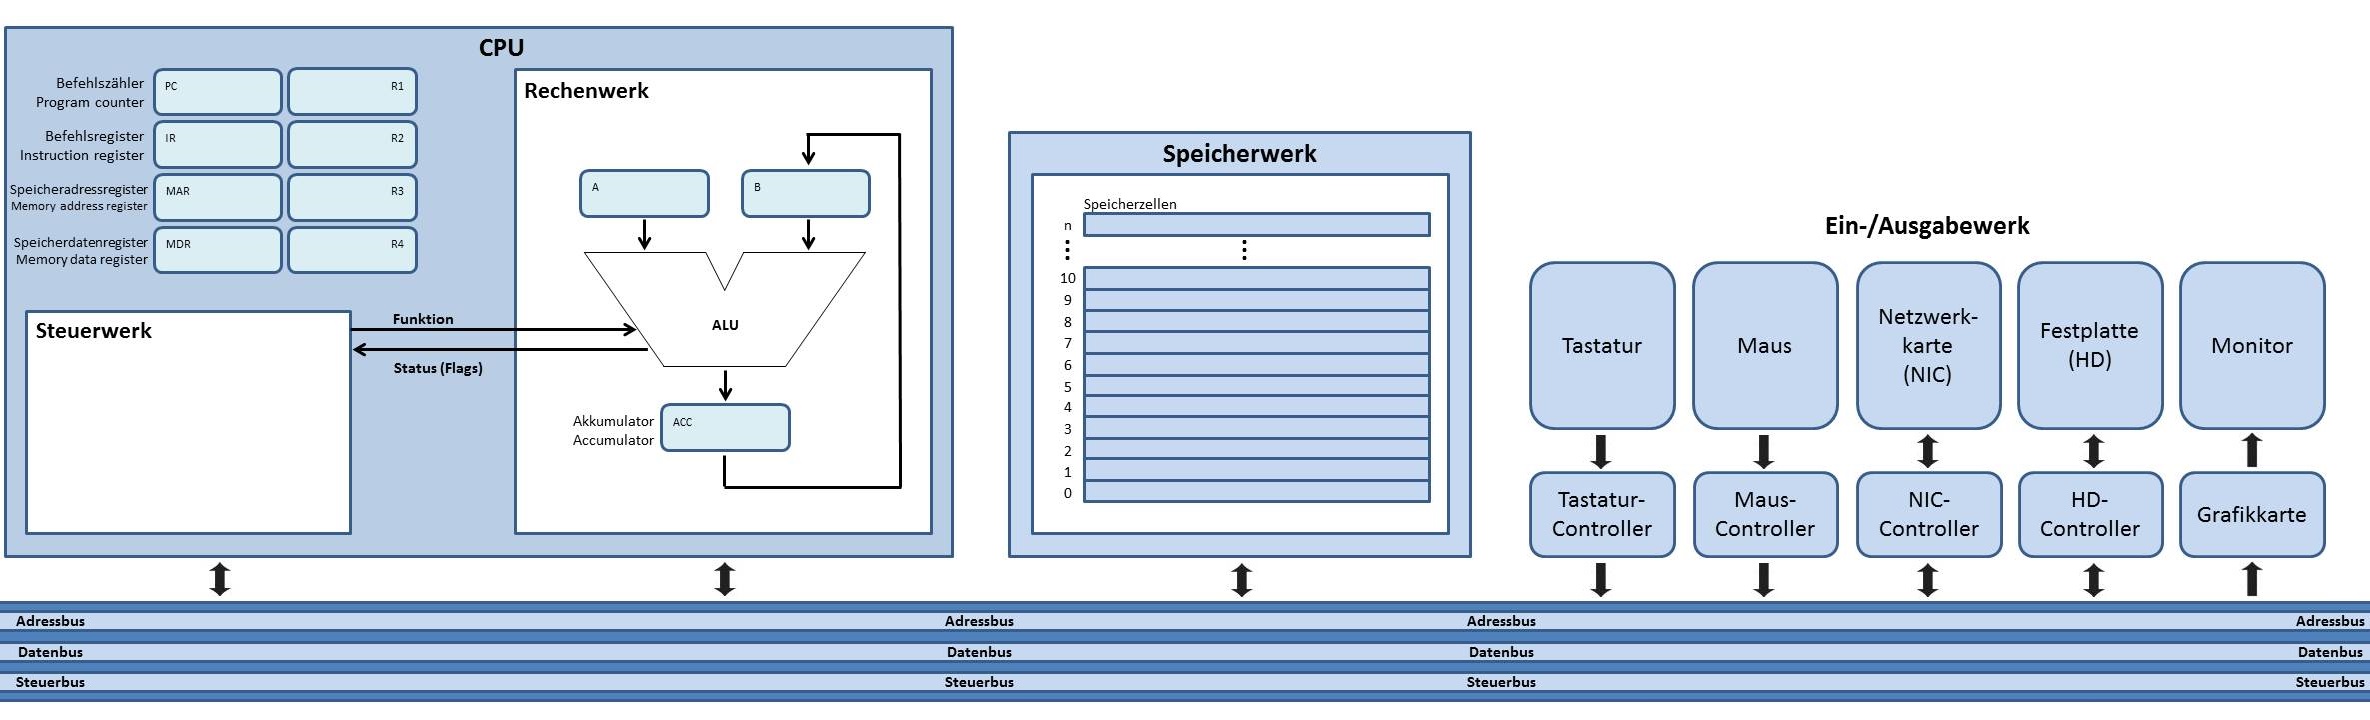 CPU
Befehlszähler
Program counter
PC
R1
Befehlsregister
Instruction register
IR
R2
Speicheradressregister
Memory address register
MAR
R3
Speicherdatenregister
Memory data register
MDR
R4
Steuerwerk
Funktion
Status (Flags)
Rechenwerk
A
B
ALU
Akkumulator
Accumulator
ACC
Speicherwerk
Speicherzellen
n
10
9
8
7
6
5
4
3
2
1
0
Ein-/Ausgabewerk
Tastatur
Maus
Netzwerk-
karte
(NIC)
Festplatte
(HD)
Monitor
Tastatur-
Controller
Maus-
Controller
NIC-
Controller
HD-
Controller
Grafikkarte
Adressbus Adressbus Adressbus Adressbus
Datenbus Datenbus Datenbus Datenbus
Steuerbus Steuerbus Steuerbus Steuerbus